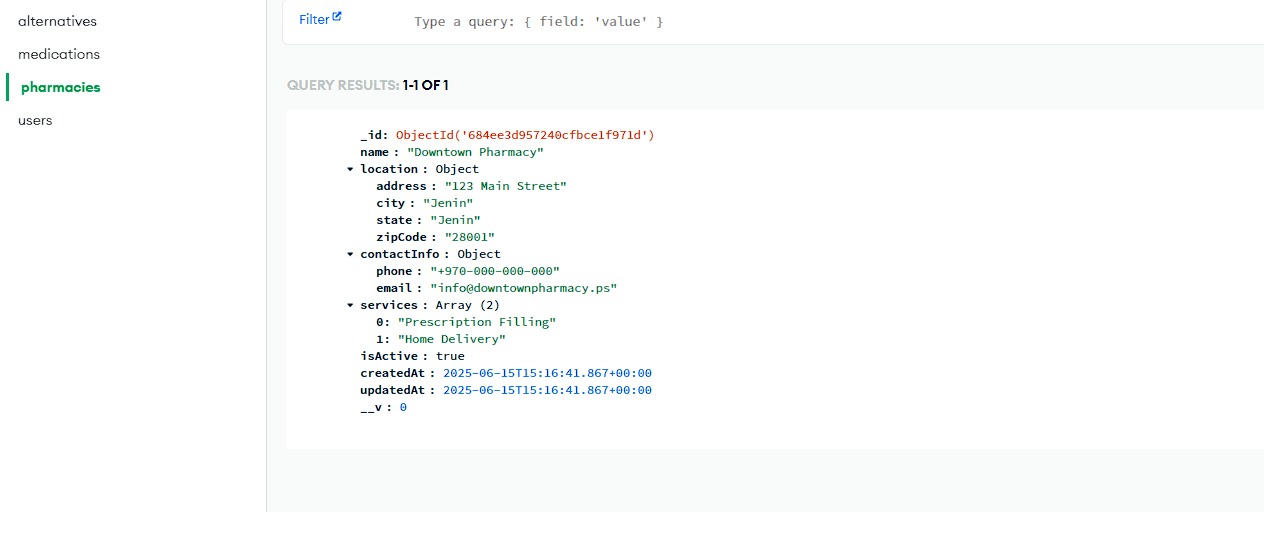 alternatives
medications
pharmacies
users
Filter
Type a query: { field: 'value' }
QUERY RESULTS: 1-1 OF 1
_id: ObjectId('684ee3d957240cfbce1f971d')
name : "Downtown Pharmacy"
location : Object
address : "123 Main Street"
city : "Jenin"
state : "Jenin"
zipCode : "28001"
contactInfo : Object
phone : "+970-000-000-000"
email : "info@downtownpharmacy.ps"
services : Array (2)
0: "Prescription Filling"
1: "Home Delivery"
isActive : true
createdAt : 2025-06-15T15:16:41.867+00:00
updatedAt : 2025-06-15T15:16:41.867+00:00
__v : 0